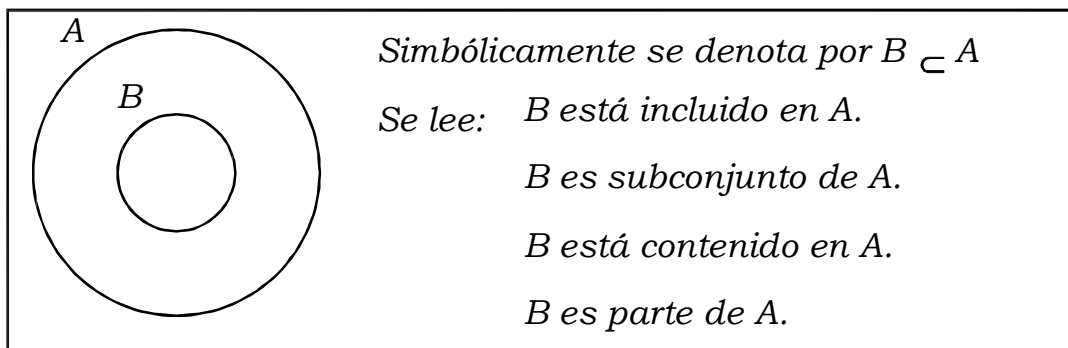 A
Simbólicamente se denota por B ⊂ A
B
Se lee: B está incluido en A.
B es subconjunto de A.
B está contenido en A.
B es parte de A.